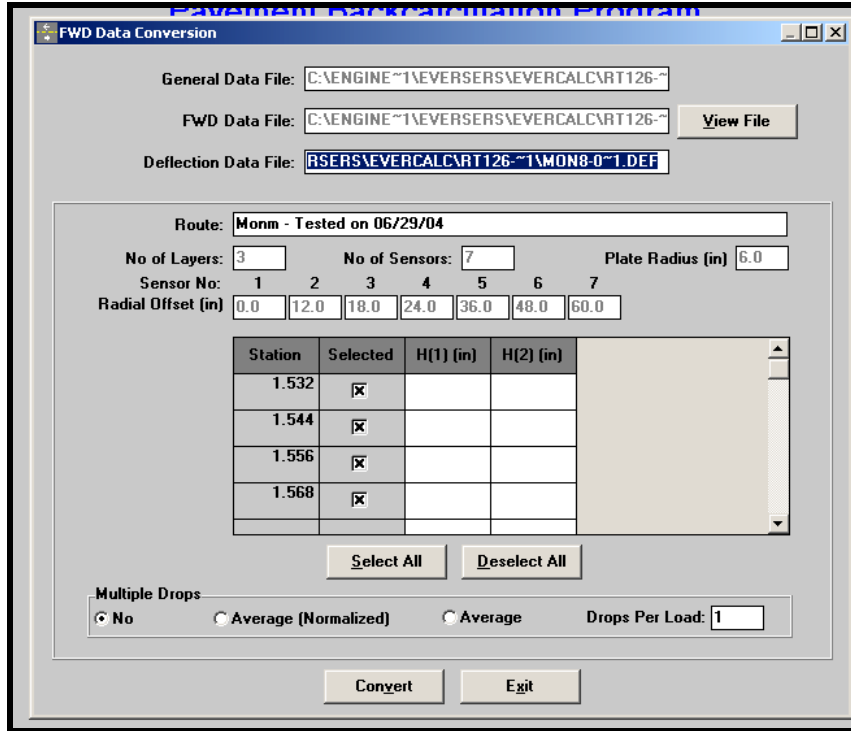 Pavement Backcalculation Program
FWD Data Conversion
General Data File: C:\ENGINE~1\EVERSERS\EVERCALC\RT126-~
FWD Data File: C:\ENGINE~1\EVERSERS\EVERCALC\RT126-~ View File
Deflection Data File: RSERS\EVERCALC\RT126-~1\MON8-0~1.DEF
Route: Monm - Tested on 06/29/04
No of Layers: 3 No of Sensors: 7 Plate Radius (in) 6.0
Sensor No: 1 2 3 4 5 6 7
Radial Offset (in) 0.0 12.0 18.0 24.0 36.0 48.0 60.0
Station Selected H(1) (in) H(2) (in)
1.532
1.544
1.556
1.568
Select All Deselect All
Multiple Drops
No Average (Normalized) Average Drops Per Load: 1
Convert Exit